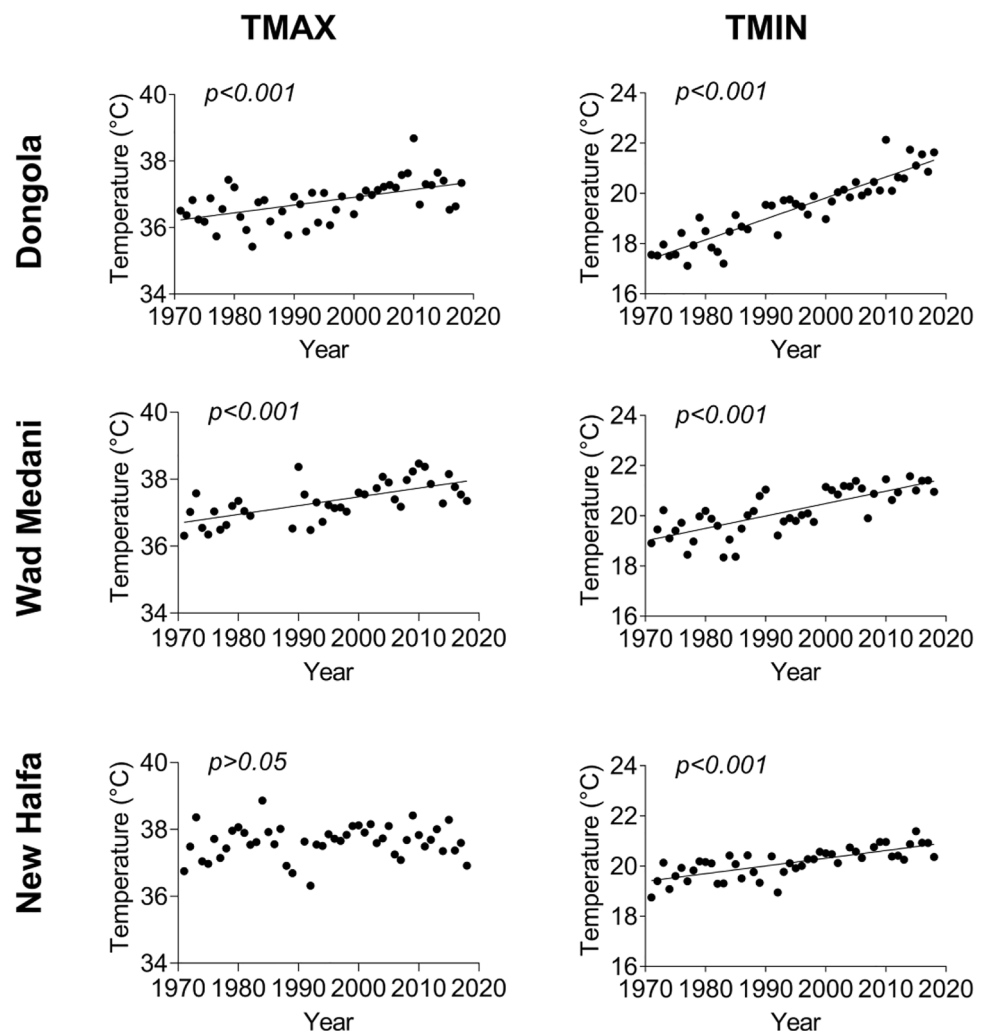 TMAX TMIN
Dongola
p<0.001
Temperature (°C)
40
38
36
34
1970 1980 1990 2000 2010 2020
Year
p<0.001
Temperature (°C)
24
22
20
18
16
1970 1980 1990 2000 2010 2020
Year
Wad Medani
p<0.001
Temperature (°C)
40
38
36
34
1970 1980 1990 2000 2010 2020
Year
p<0.001
Temperature (°C)
24
22
20
18
16
1970 1980 1990 2000 2010 2020
Year
New Halfa
p>0.05
Temperature (°C)
40
38
36
34
1970 1980 1990 2000 2010 2020
Year
p<0.001
Temperature (°C)
24
22
20
18
16
1970 1980 1990 2000 2010 2020
Year